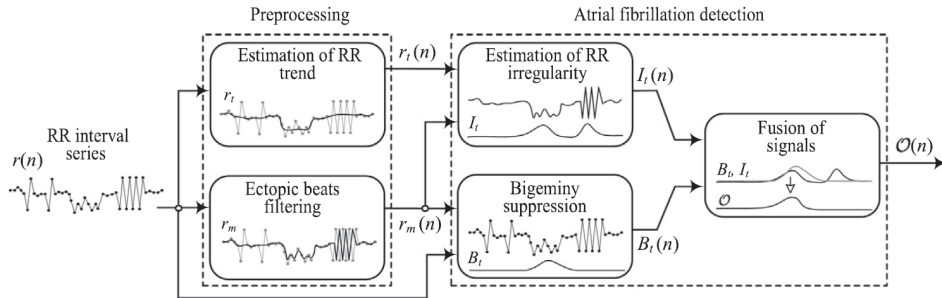 Preprocessing
Atrial fibrillation detection
RR interval
series
r(n)
Estimation of RR
trend
r_t
r_t(n)
Ectopic beats
filtering
r_m
r_m(n)
Estimation of RR
irregularity
I_t
I_t(n)
Bigeminy
suppression
B_t
B_t(n)
Fusion of
signals
B_t, I_t
𝒪
𝒪(n)